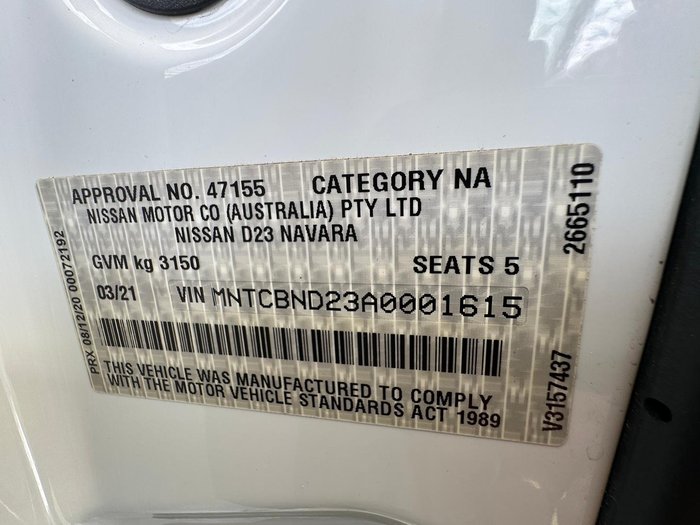 APPROVAL NO. 47155 CATEGORY NA
NISSAN MOTOR CO (AUSTRALIA) PTY LTD
NISSAN D23 NAVARA
GVM kg 3150 SEATS 5
03/21 VIN MNTCBND23A0001615
THIS VEHICLE WAS MANUFACTURED TO COMPLY
WITH THE MOTOR VEHICLE STANDARDS ACT 1989
PRX 08/12/20 00072192
2665110
V3157437